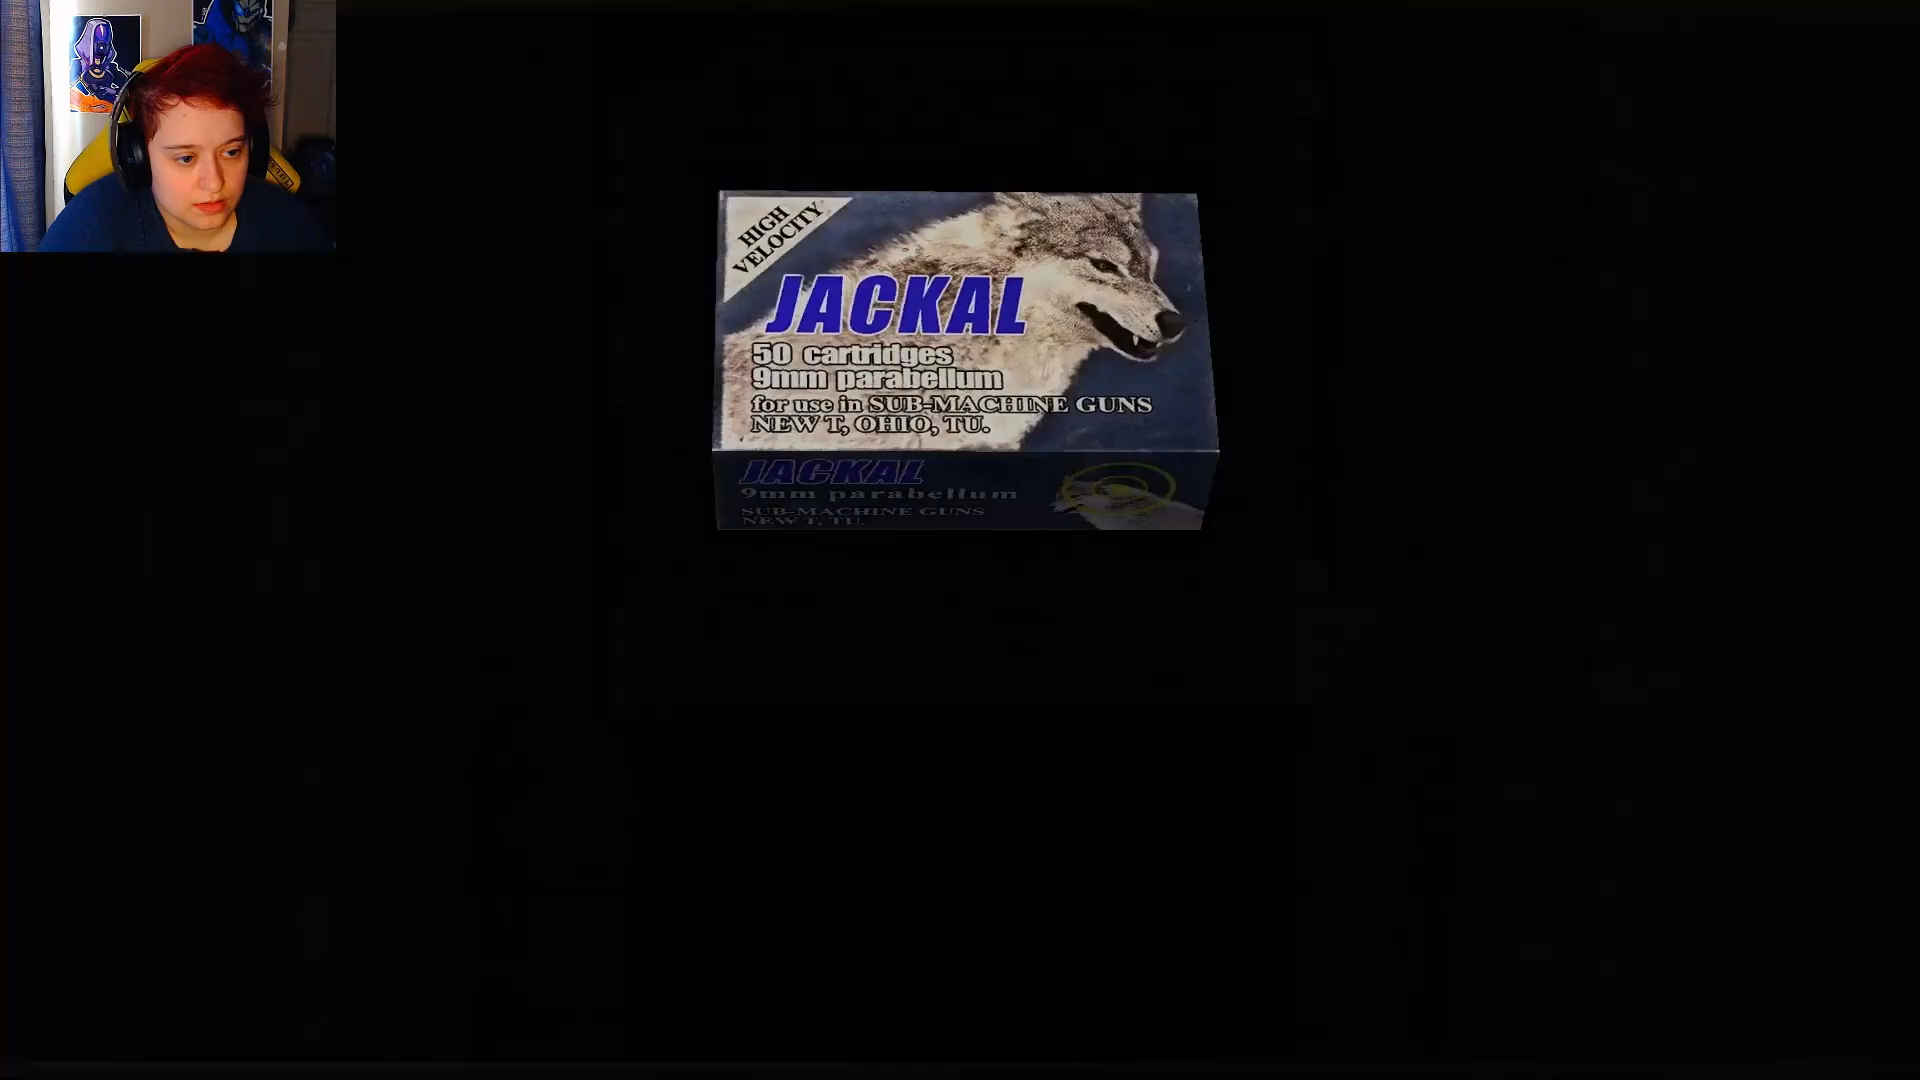 HIGH
VELOCITY
JACKAL
50 cartridges
9mm parabellum
for use in SUB-MACHINE GUNS
NEW T, OHIO, TU.
JACKAL
9mm parabellum
SUB-MACHINE GUNS
NEW T, TU.